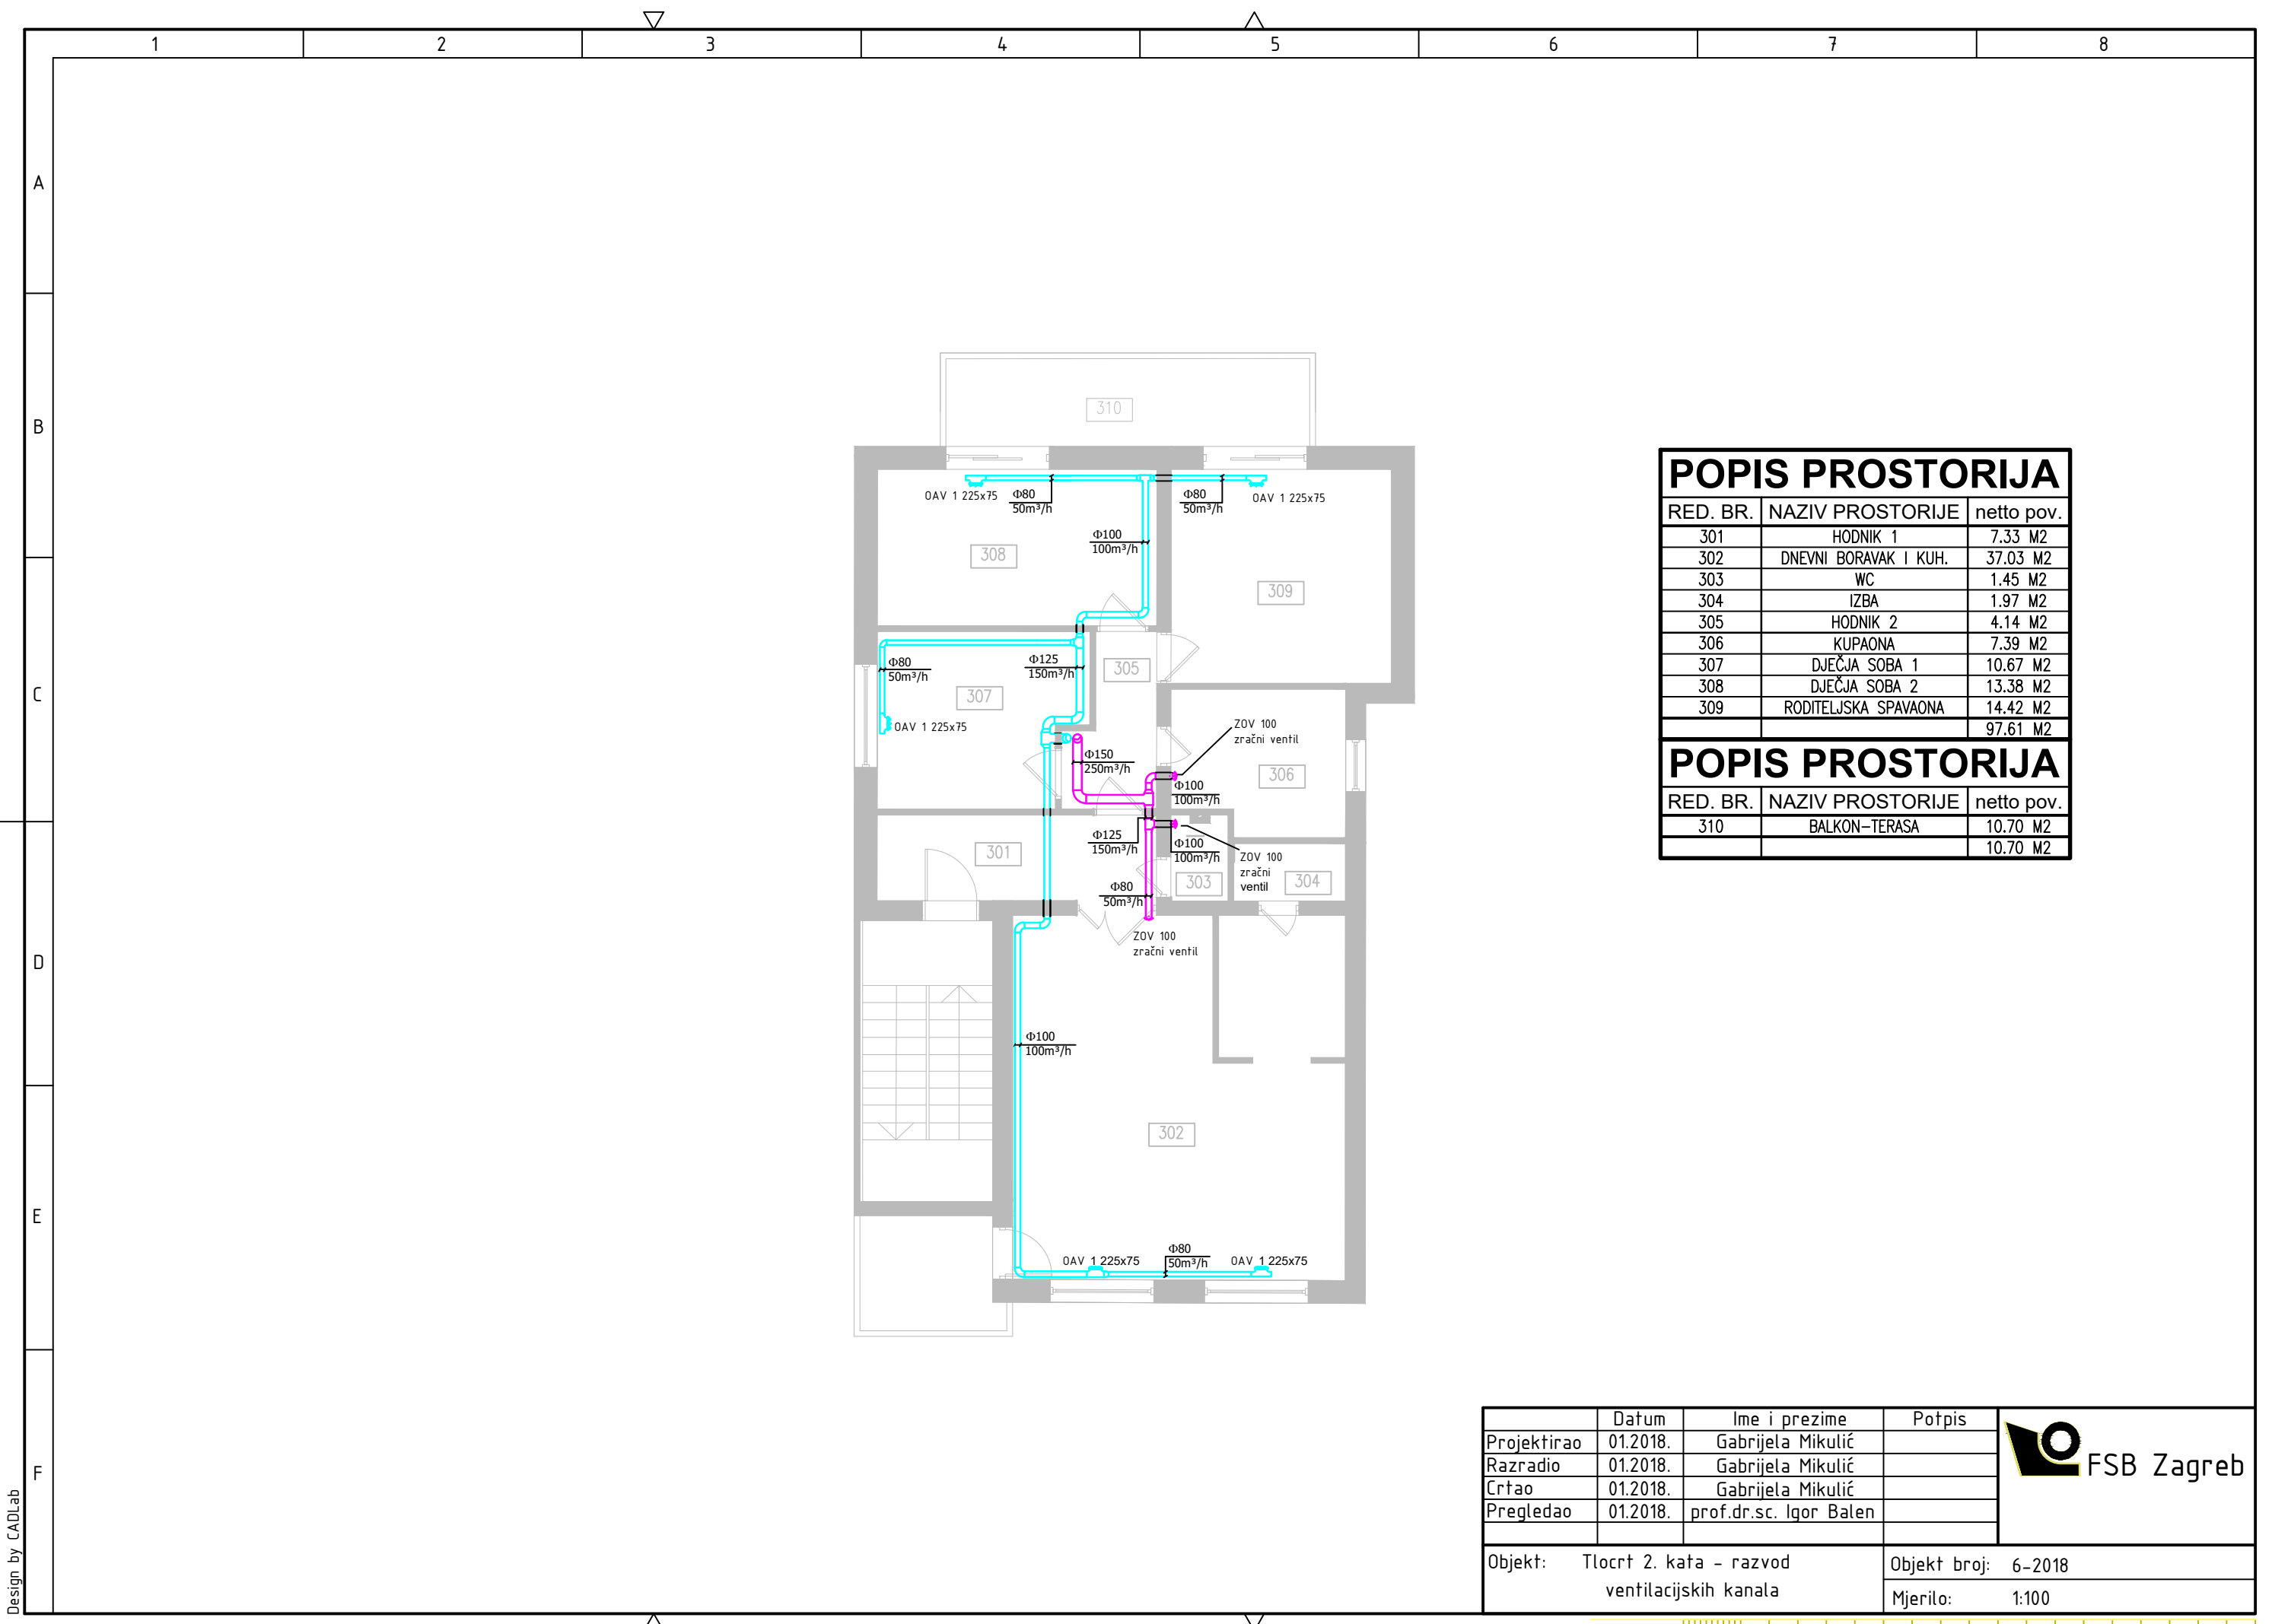 1 2 3 4 5 6 7 8
A
B
C
D
E
F
Design by CADLab
310
OAV 1 225x75
Φ80
50m³/h
Φ80
50m³/h
OAV 1 225x75
Φ100
100m³/h
308
309
Φ80
50m³/h
Φ125
150m³/h
305
307
OAV 1 225x75
ZOV 100
zračni ventil
Φ150
250m³/h
306
Φ100
100m³/h
Φ125
150m³/h
Φ100
100m³/h
ZOV 100
zračni
ventil
301
303
304
Φ80
50m³/h
ZOV 100
zračni ventil
Φ100
100m³/h
302
OAV 1 225x75
Φ80
50m³/h
OAV 1 225x75
POPIS PROSTORIJA
RED. BR. NAZIV PROSTORIJE netto pov.
301 HODNIK 1 7.33 M2
302 DNEVNI BORAVAK I KUH. 37.03 M2
303 WC 1.45 M2
304 IZBA 1.97 M2
305 HODNIK 2 4.14 M2
306 KUPAONA 7.39 M2
307 DJEČJA SOBA 1 10.67 M2
308 DJEČJA SOBA 2 13.38 M2
309 RODITELJSKA SPAVAONA 14.42 M2
97.61 M2
POPIS PROSTORIJA
RED. BR. NAZIV PROSTORIJE netto pov.
310 BALKON-TERASA 10.70 M2
10.70 M2
Datum Ime i prezime Potpis
Projektirao 01.2018. Gabrijela Mikulić
Razradio 01.2018. Gabrijela Mikulić
Crtao 01.2018. Gabrijela Mikulić
Pregledao 01.2018. prof.dr.sc. Igor Balen
FSB Zagreb
Objekt: Tlocrt 2. kata - razvod
ventilacijskih kanala
Objekt broj: 6-2018
Mjerilo: 1:100